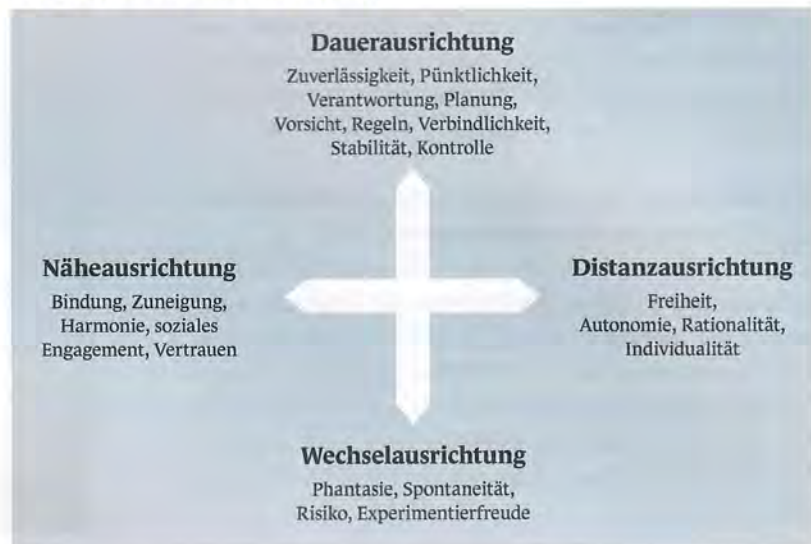 Dauerausrichtung
Zuverlässigkeit, Pünktlichkeit,
Verantwortung, Planung,
Vorsicht, Regeln, Verbindlichkeit,
Stabilität, Kontrolle
Näheausrichtung
Bindung, Zuneigung,
Harmonie, soziales
Engagement, Vertrauen
Distanzausrichtung
Freiheit,
Autonomie, Rationalität,
Individualität
Wechselausrichtung
Phantasie, Spontaneität,
Risiko, Experimentierfreude